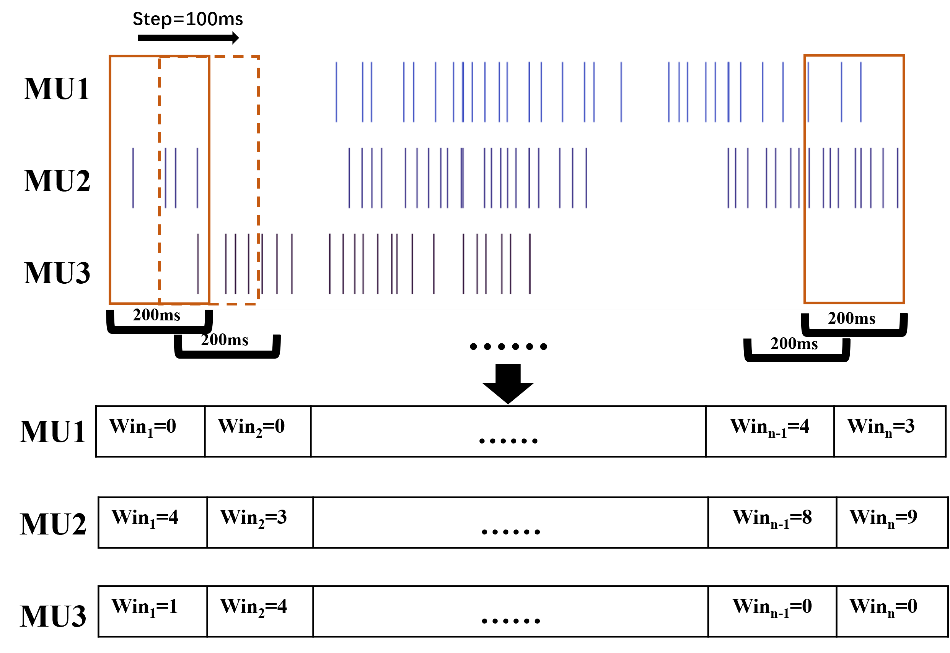 Step=100ms
MU1
MU2
MU3
200ms
200ms
200ms
200ms
......
MU1 Win1=0 Win2=0 ...... Winn-1=4 Winn=3
MU2 Win1=4 Win2=3 ...... Winn-1=8 Winn=9
MU3 Win1=1 Win2=4 ...... Winn-1=0 Winn=0